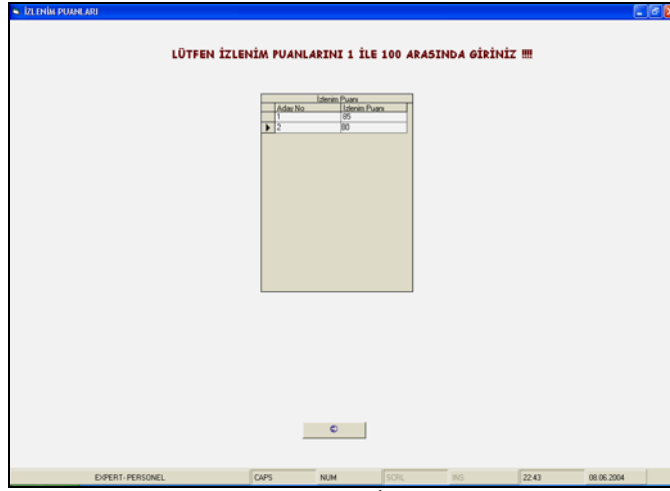 İZLENİM PUANLARI
LÜTFEN İZLENİM PUANLARINI 1 İLE 100 ARASINDA GİRİNİZ !!!!
İzlenim Puanı
Aday No İzlenim Puanı
1 85
2 80
EXPERT- PERSONEL CAPS NUM SCRL INS 22:43 08.06.2004